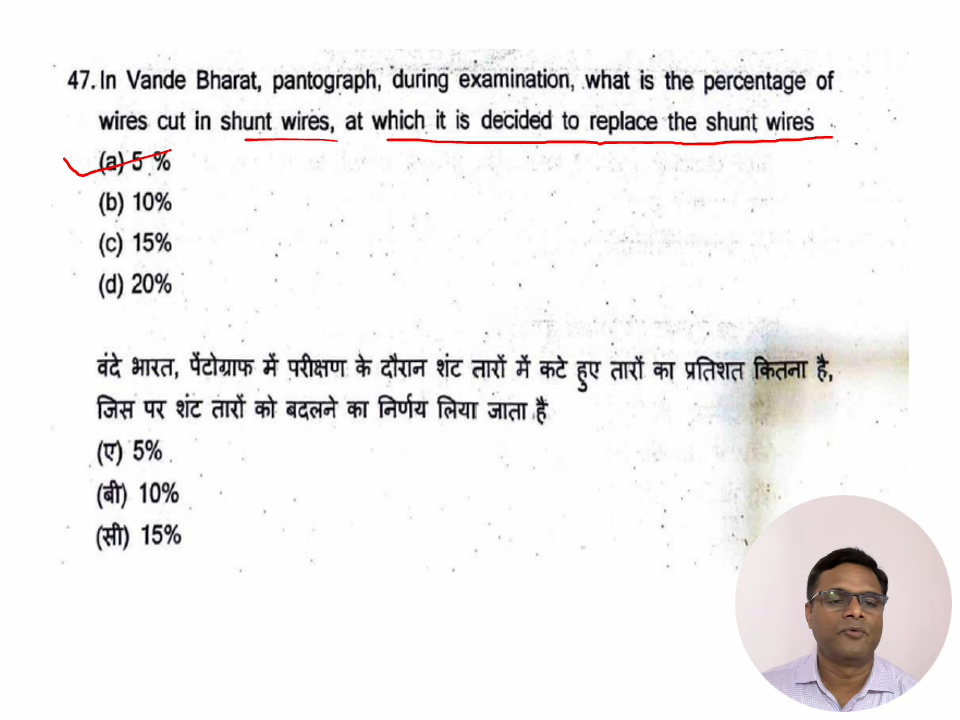 47. In Vande Bharat, pantograph, during examination, what is the percentage of
wires cut in shunt wires, at which it is decided to replace the shunt wires
(a) 5 %
(b) 10%
(c) 15%
(d) 20%
वंदे भारत, पेंटोग्राफ में परीक्षण के दौरान शंट तारों में कटे हुए तारों का प्रतिशत कितना है,
जिस पर शंट तारों को बदलने का निर्णय लिया जाता है
(ए) 5%
(बी) 10%
(सी) 15%